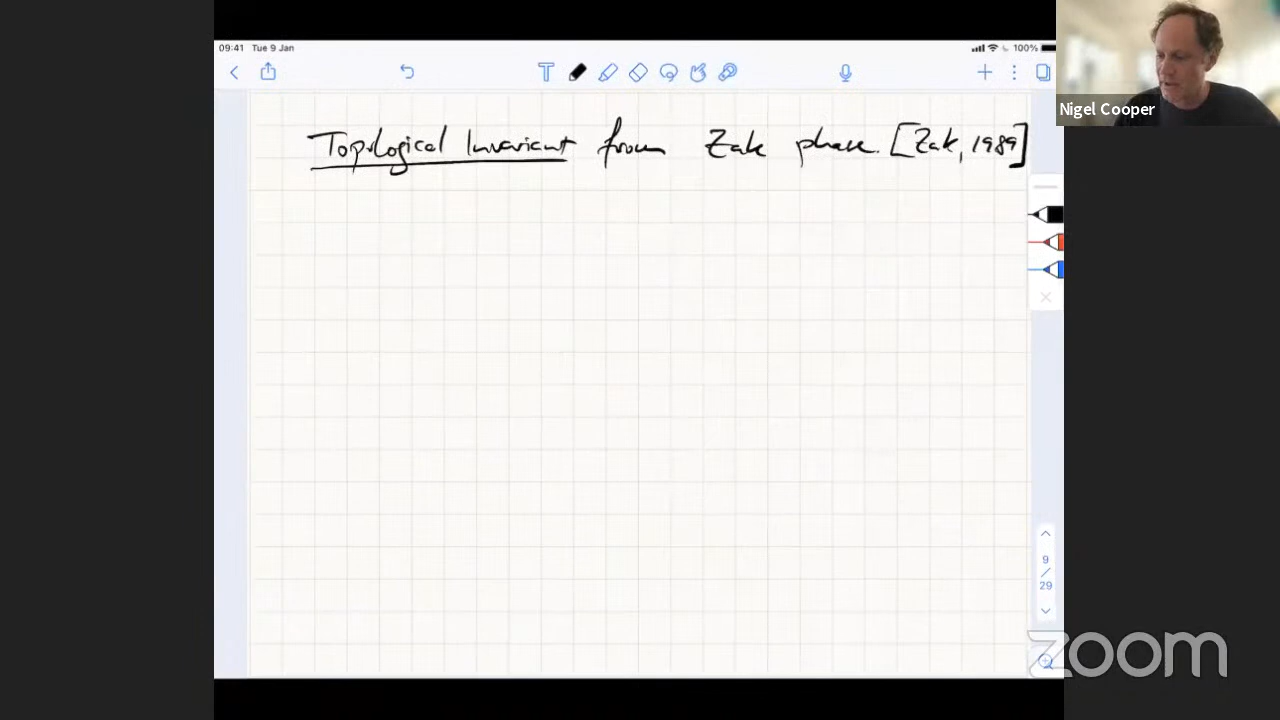 09:41 Tue 9 Jan
100%
Nigel Cooper
Topological Invariant from Zak phase. [Zak, 1989]
9
/
29
zoom